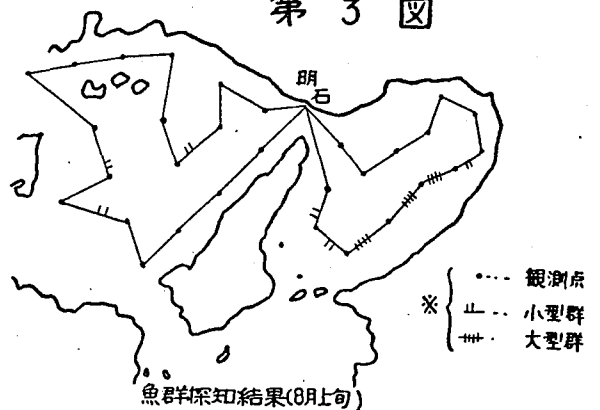 第3図
明石
※
•··· 観測点
··· 小型群
·· 大型群
魚群探知結果(8月上旬)